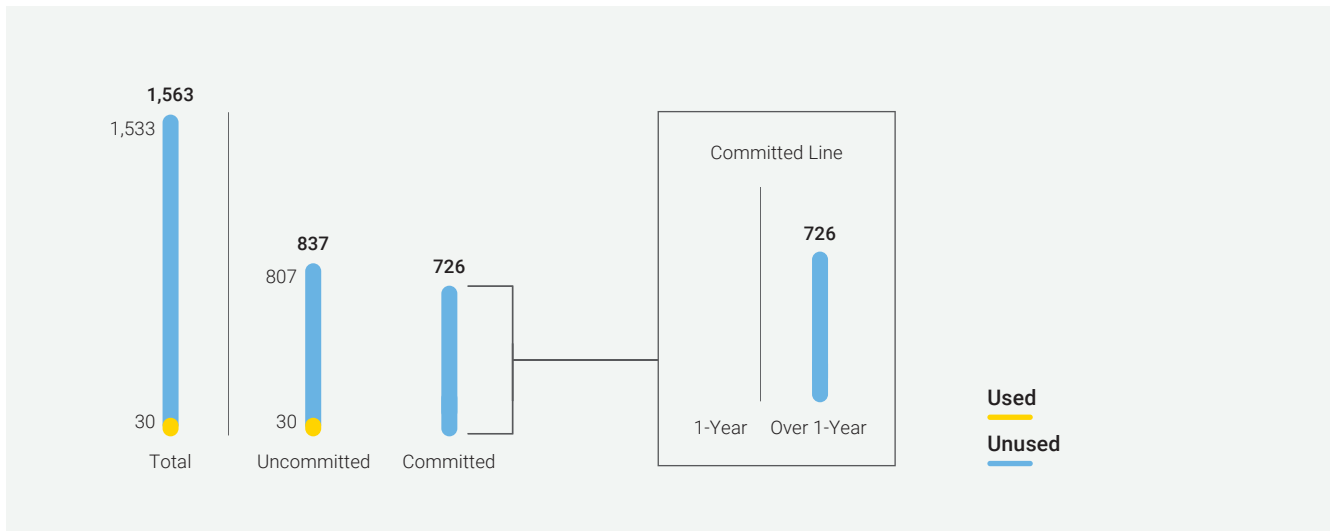 1,563
1,533
30
Total
837
807
30
Uncommitted
726
Committed
Committed Line
726
1-Year
Over 1-Year
Used
Unused